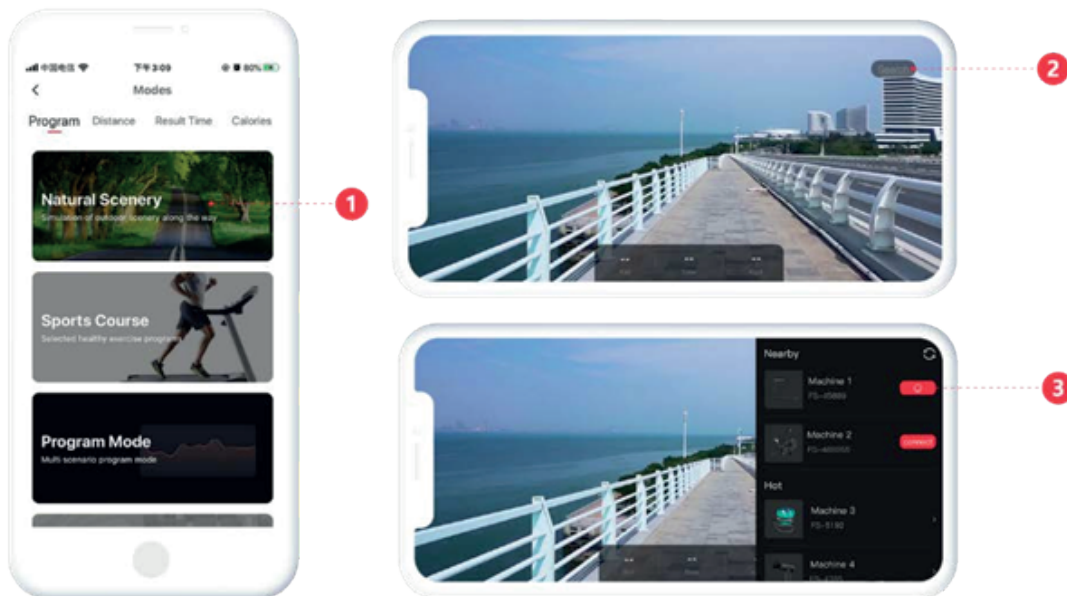 中国电信 下午3:09 80%
Modes
Program Distance Result Time Calories
Natural Scenery
Simulation of outdoor scenery along the way
Sports Course
Selected healthy exercise programs
Program Mode
Multi scenario program mode
1
Search
2
Nearby
Machine 1
3
Machine 2
connect
Hot
Machine 3
FS-5190
Machine 4